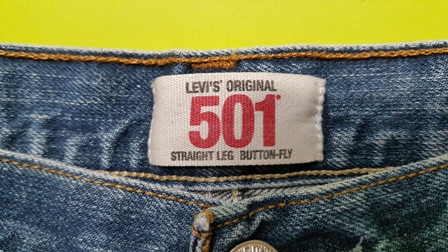 LEVI'S® ORIGINAL
501®
STRAIGHT LEG BUTTON-FLY